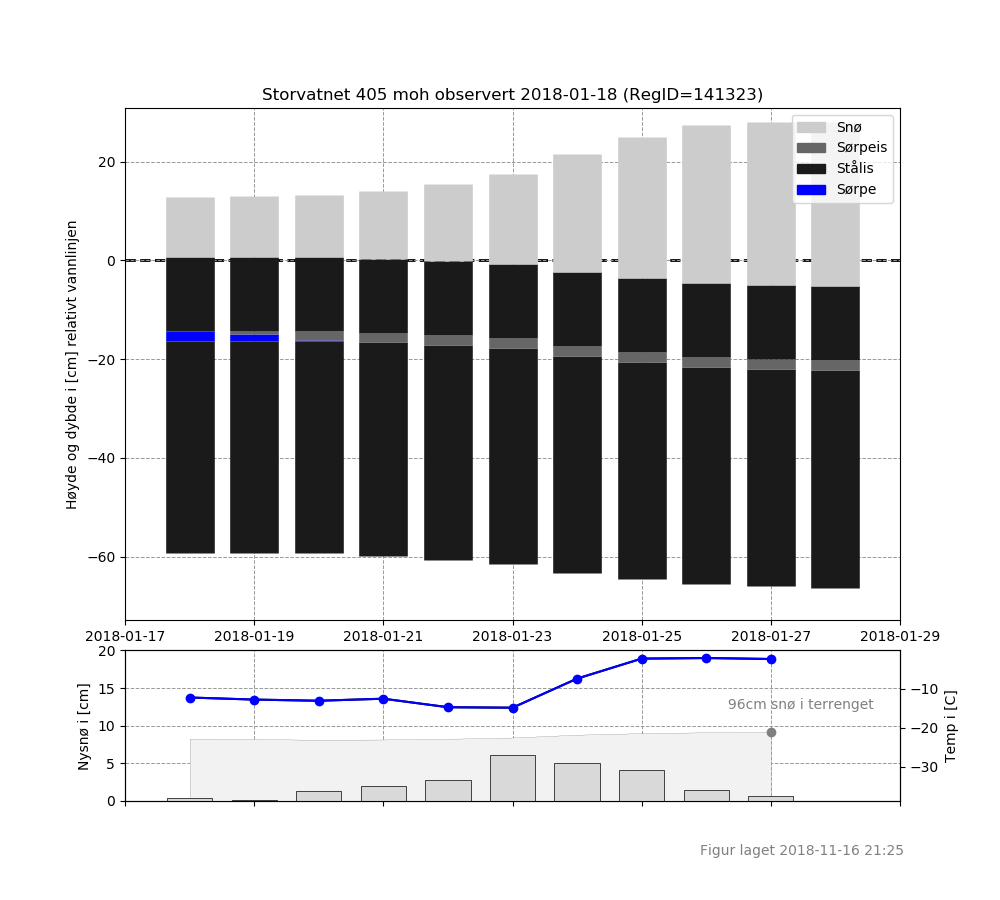 Storvatnet 405 moh observert 2018-01-18 (RegID=141323)
Høyde og dybde i [cm] relativt vannlinjen
20
0
−20
−40
−60
Snø
Sørpeis
Stålis
Sørpe
2018-01-17
2018-01-19
2018-01-21
2018-01-23
2018-01-25
2018-01-27
2018-01-29
Nysnø i [cm]
20
15
10
5
0
96cm snø i terrenget
−10
−20
−30
Temp i [C]
Figur laget 2018-11-16 21:25